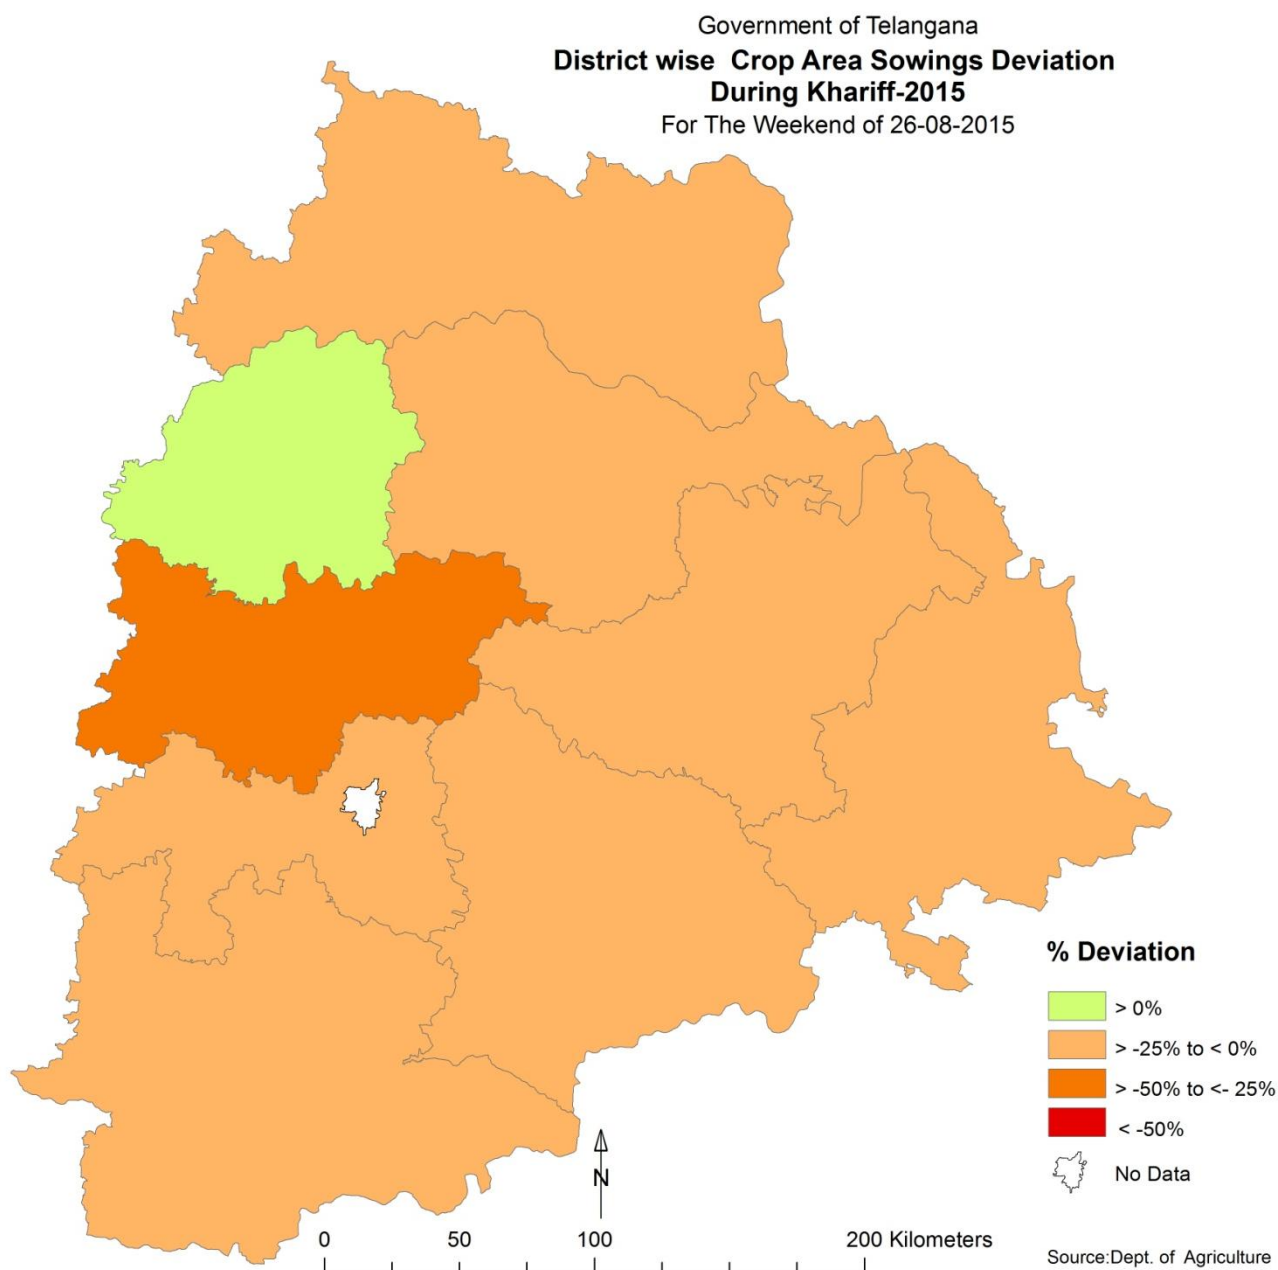 Government of Telangana
District wise Crop Area Sowings Deviation
During Khariff-2015
For The Weekend of 26-08-2015
% Deviation
> 0%
> -25% to < 0%
> -50% to <- 25%
< -50%
No Data
N
0 50 100 200 Kilometers
Source:Dept. of Agriculture